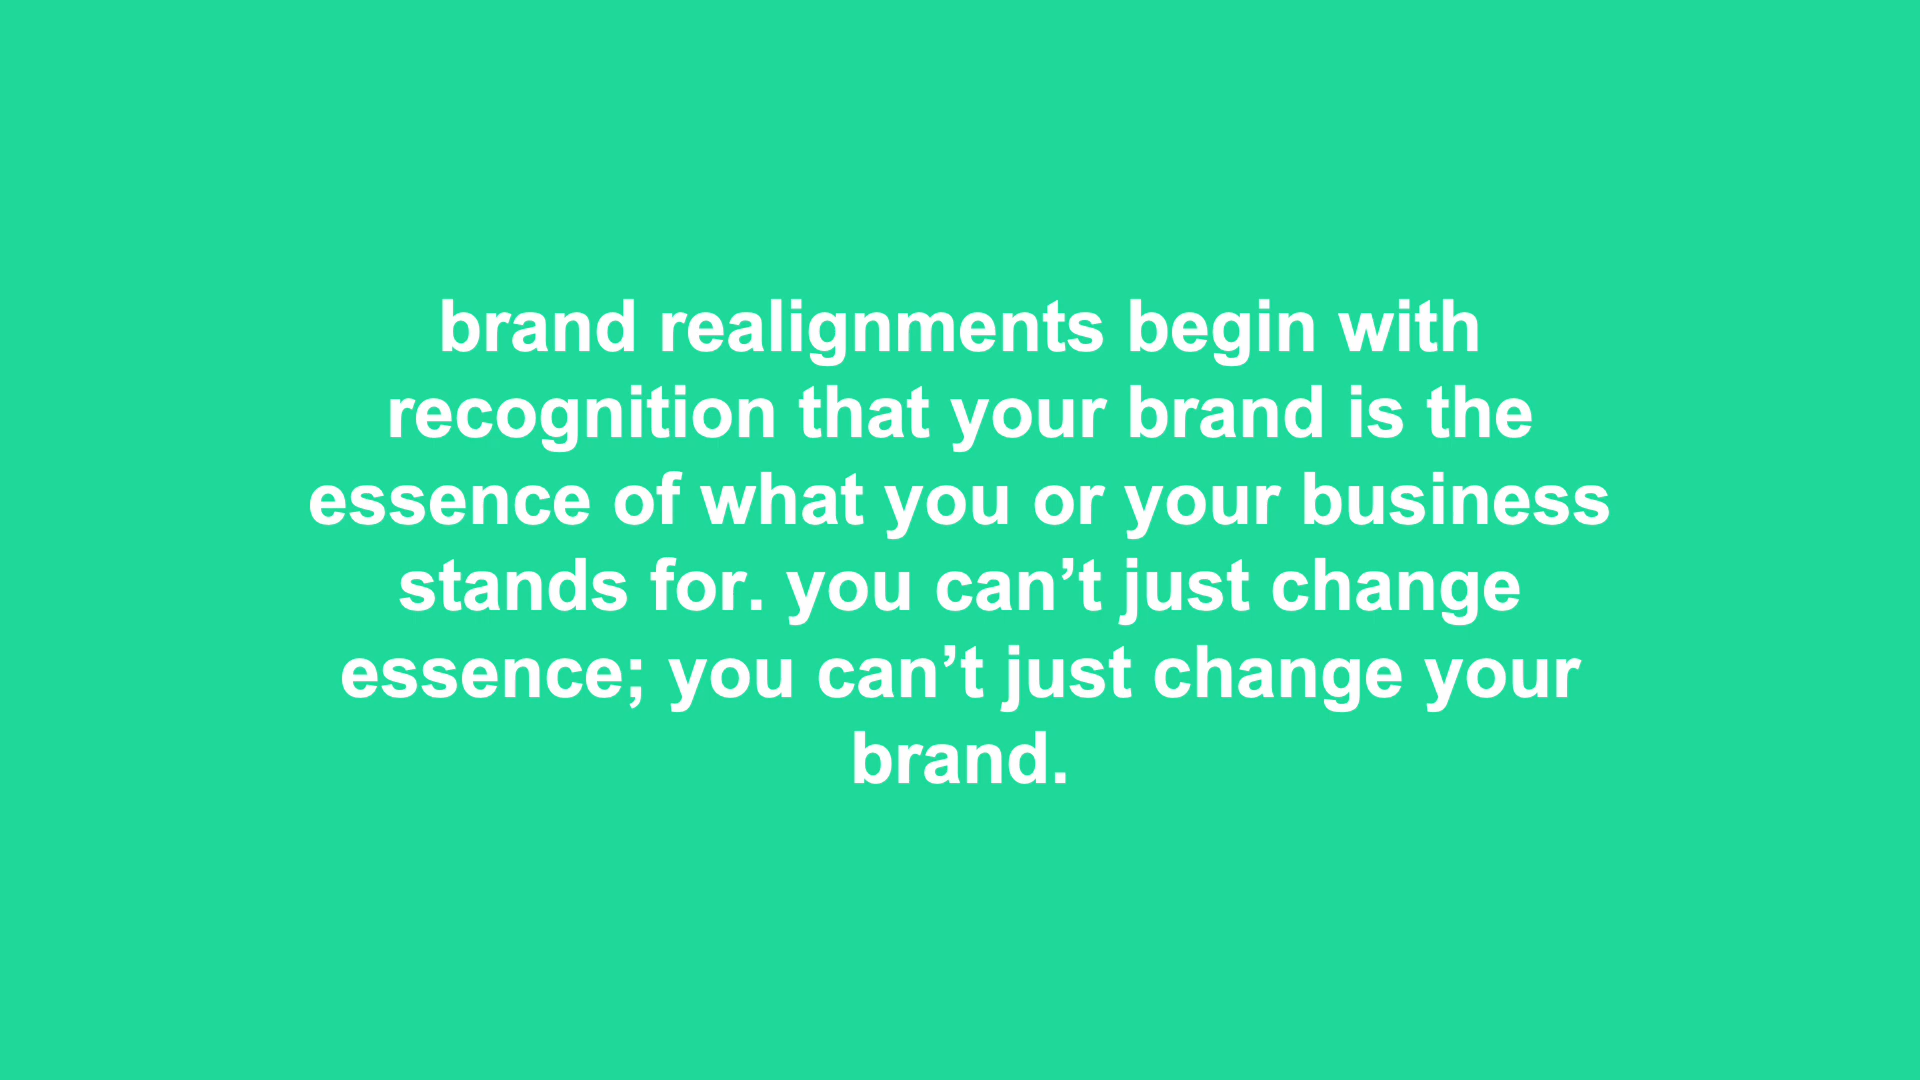 brand realignments begin with
recognition that your brand is the
essence of what you or your business
stands for. you can’t just change
essence; you can’t just change your
brand.